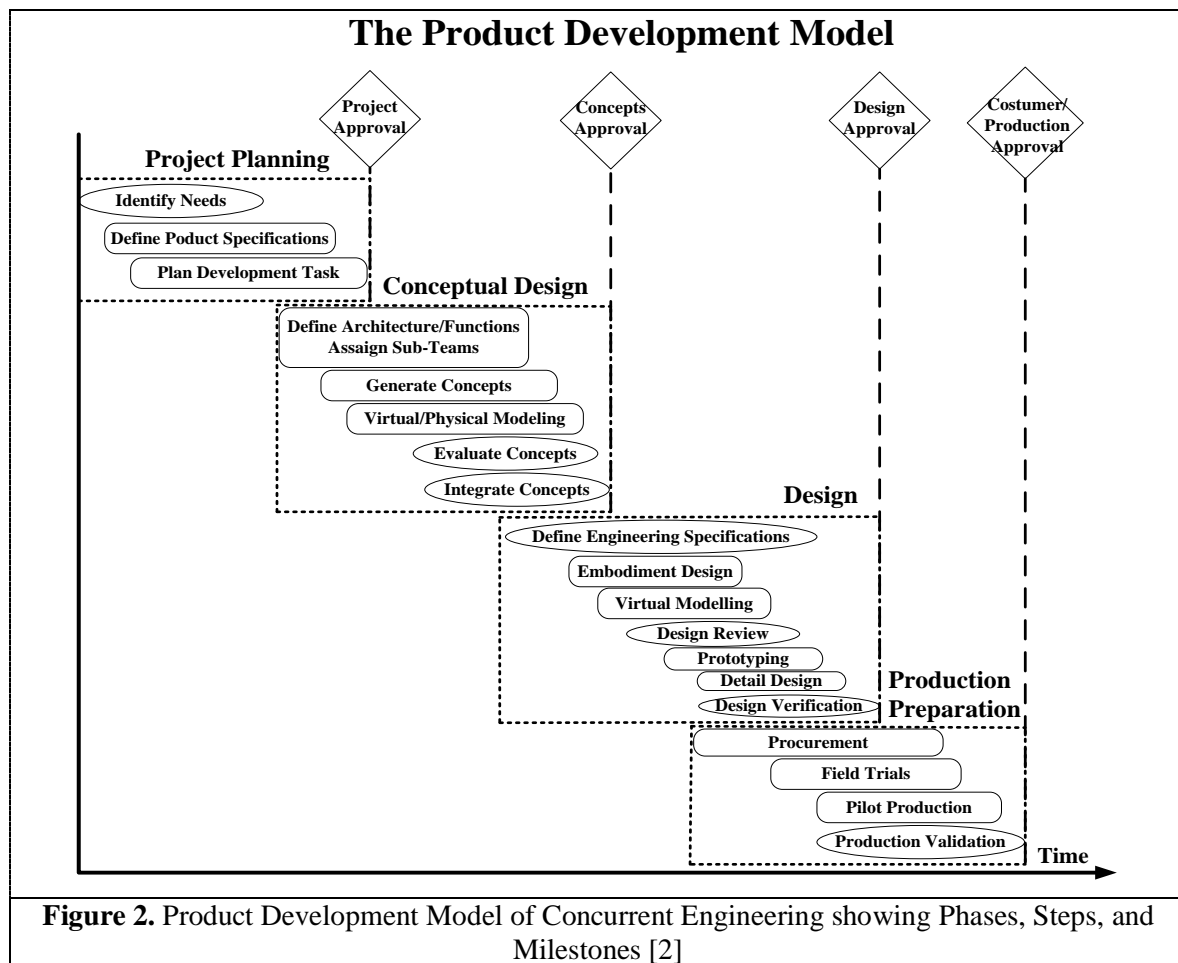 The Product Development Model
Project
Approval
Concepts
Approval
Design
Approval
Costumer/
Production
Approval
Project Planning
Identify Needs
Define Poduct Specifications
Plan Development Task
Conceptual Design
Define Architecture/Functions
Assaign Sub-Teams
Generate Concepts
Virtual/Physical Modeling
Evaluate Concepts
Integrate Concepts
Design
Define Engineering Specifications
Embodiment Design
Virtual Modelling
Design Review
Prototyping
Detail Design
Design Verification
Production
Preparation
Procurement
Field Trials
Pilot Production
Production Validation
Time
Figure 2. Product Development Model of Concurrent Engineering showing Phases, Steps, and
Milestones [2]